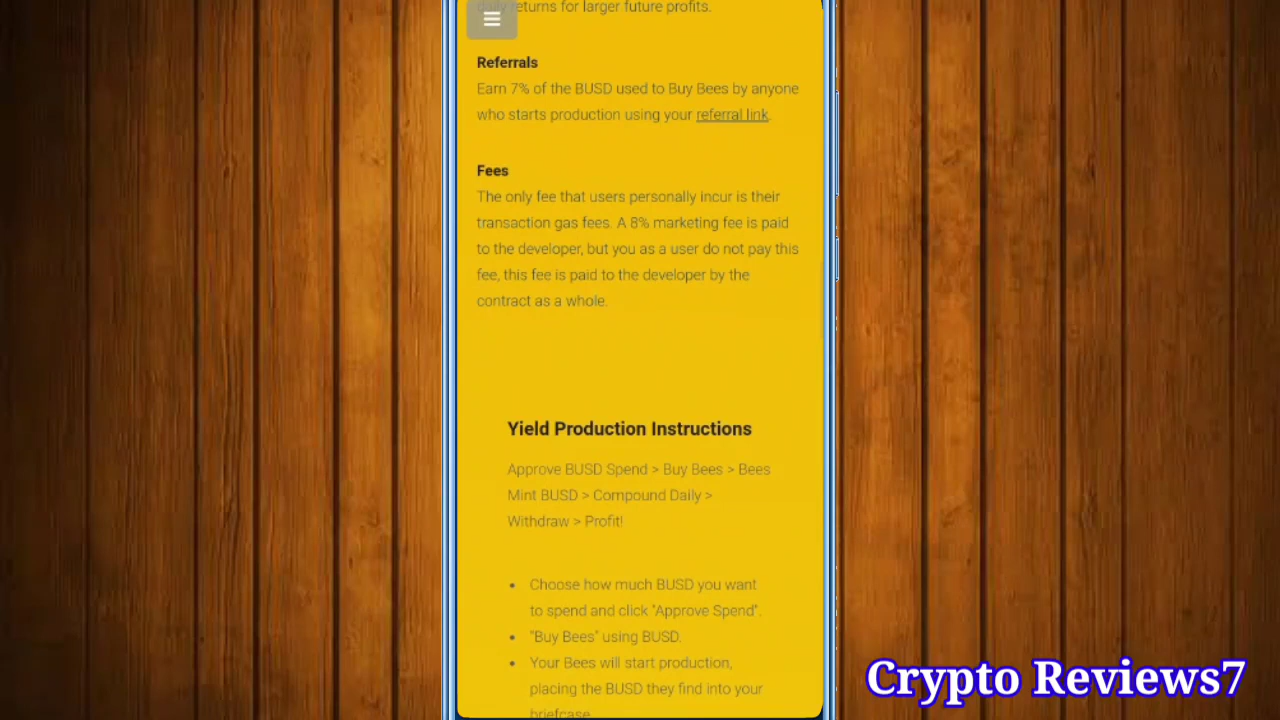 daily returns for larger future profits.
Referrals
Earn 7% of the BUSD used to Buy Bees by anyone
who starts production using your referral link.
Fees
The only fee that users personally incur is their
transaction gas fees. A 8% marketing fee is paid
to the developer, but you as a user do not pay this
fee, this fee is paid to the developer by the
contract as a whole.
Yield Production Instructions
Approve BUSD Spend > Buy Bees > Bees
Mint BUSD > Compound Daily >
Withdraw > Profit!
• Choose how much BUSD you want
to spend and click "Approve Spend".
• "Buy Bees" using BUSD.
• Your Bees will start production,
placing the BUSD they find into your
briefcase
Crypto Reviews7